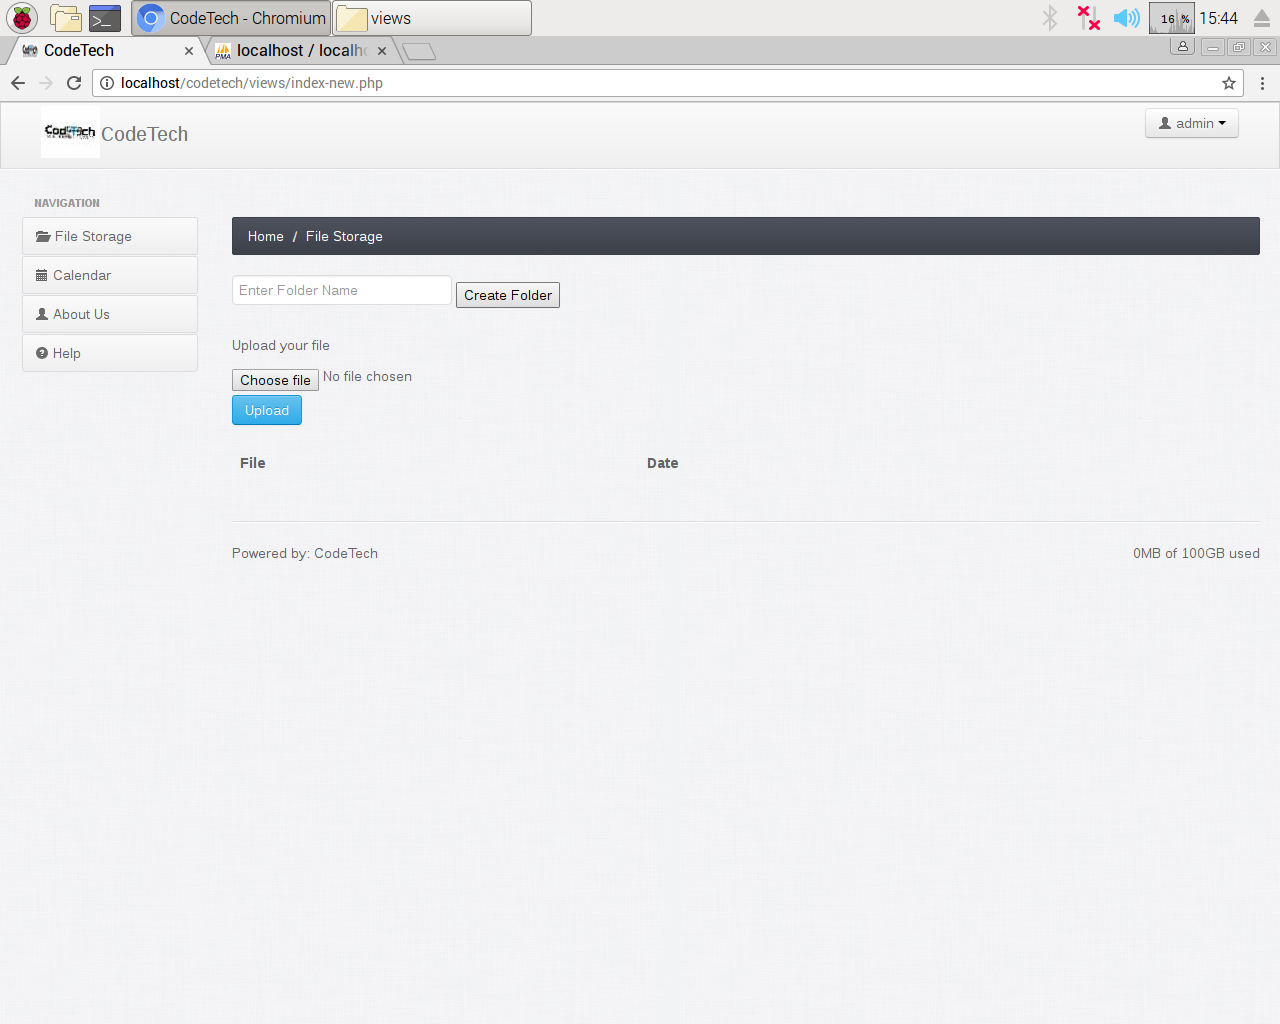 CodeTech - Chromium
views
16 %
15:44
CodeTech
PMA
localhost / localh
localhost/codetech/views/index-new.php
CodeTech
CodeTech
admin
NAVIGATION
File Storage
Calendar
About Us
Help
Home / File Storage
Enter Folder Name
Create Folder
Upload your file
Choose file No file chosen
Upload
File Date
Powered by: CodeTech
0MB of 100GB used